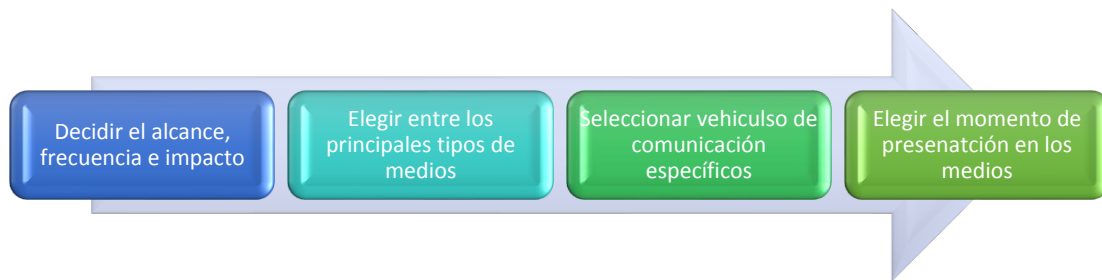 Decidir el alcance,
frecuencia e impacto
Elegir entre los
principales tipos de
medios
Seleccionar vehiculso de
comunicación
específicos
Elegir el momento de
presenatción en los
medios